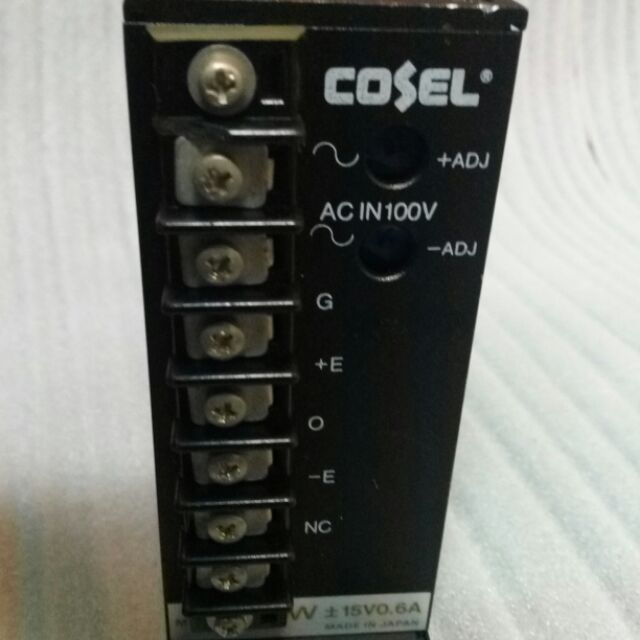 COSEL®
+ADJ
AC IN100V
-ADJ
G
+E
O
-E
NC
W ±15V0.6A
MADE IN JAPAN